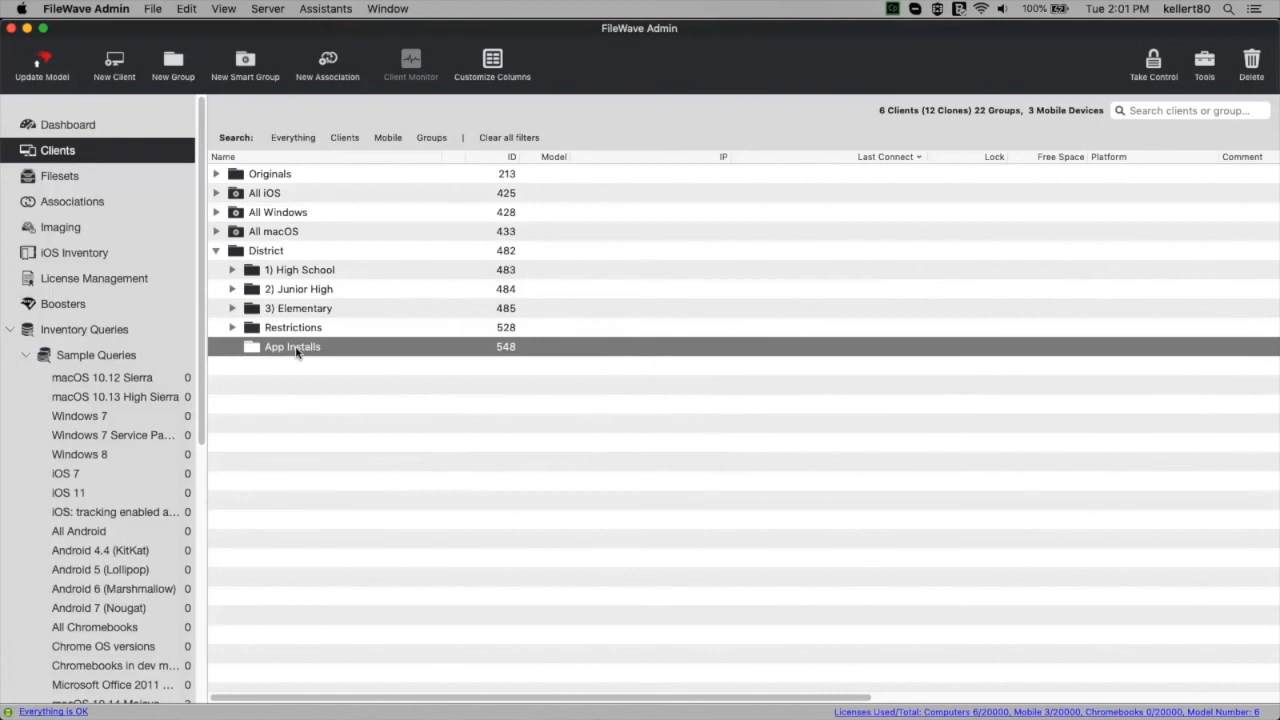 FileWave Admin File Edit View Server Assistants Window 100% Tue 2:01 PM kellert80
FileWave Admin
Update Model New Client New Group New Smart Group New Association Client Monitor Customize Columns Take Control Tools Delete
6 Clients (12 Clones) 22 Groups, 3 Mobile Devices Search clients or group...
Search: Everything Clients Mobile Groups | Clear all filters
Name ID Model IP Last Connect Lock Free Space Platform Comment
Dashboard
Clients
Filesets
Associations
Imaging
iOS Inventory
License Management
Boosters
Inventory Queries
Sample Queries
macOS 10.12 Sierra 0
macOS 10.13 High Sierra 0
Windows 7 0
Windows 7 Service Pa... 0
Windows 8 0
iOS 7 0
iOS 11 0
iOS: tracking enabled a... 0
All Android 0
Android 4.4 (KitKat) 0
Android 5 (Lollipop) 0
Android 6 (Marshmallow) 0
Android 7 (Nougat) 0
All Chromebooks 0
Chrome OS versions 0
Chromebooks in dev m... 0
Microsoft Office 2011 ... 0
Originals 213
All iOS 425
All Windows 428
All macOS 433
District 482
1) High School 483
2) Junior High 484
3) Elementary 485
Restrictions 528
App Installs 548
Everything is OK
Licenses Used/Total: Computers 6/20000, Mobile 3/20000, Chromebooks 0/20000, Model Number: 6